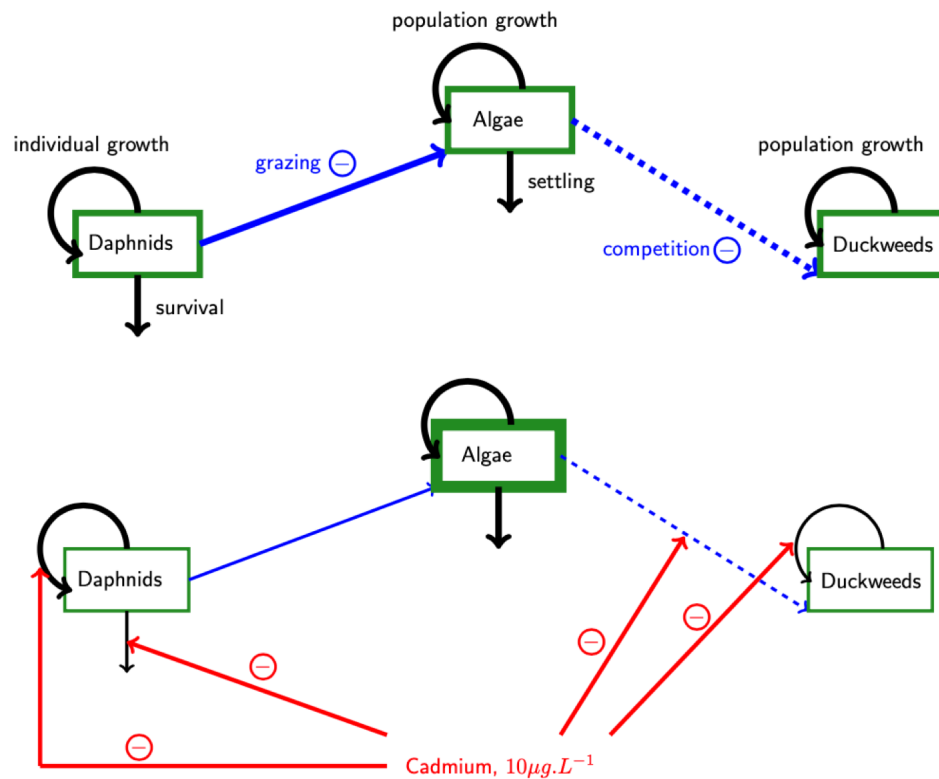 population growth
Algae
individual growth
grazing −
population growth
settling
Daphnids
Duckweeds
competition −
survival
Algae
Daphnids
Duckweeds
−
−
−
−
Cadmium, 10μg.L⁻¹